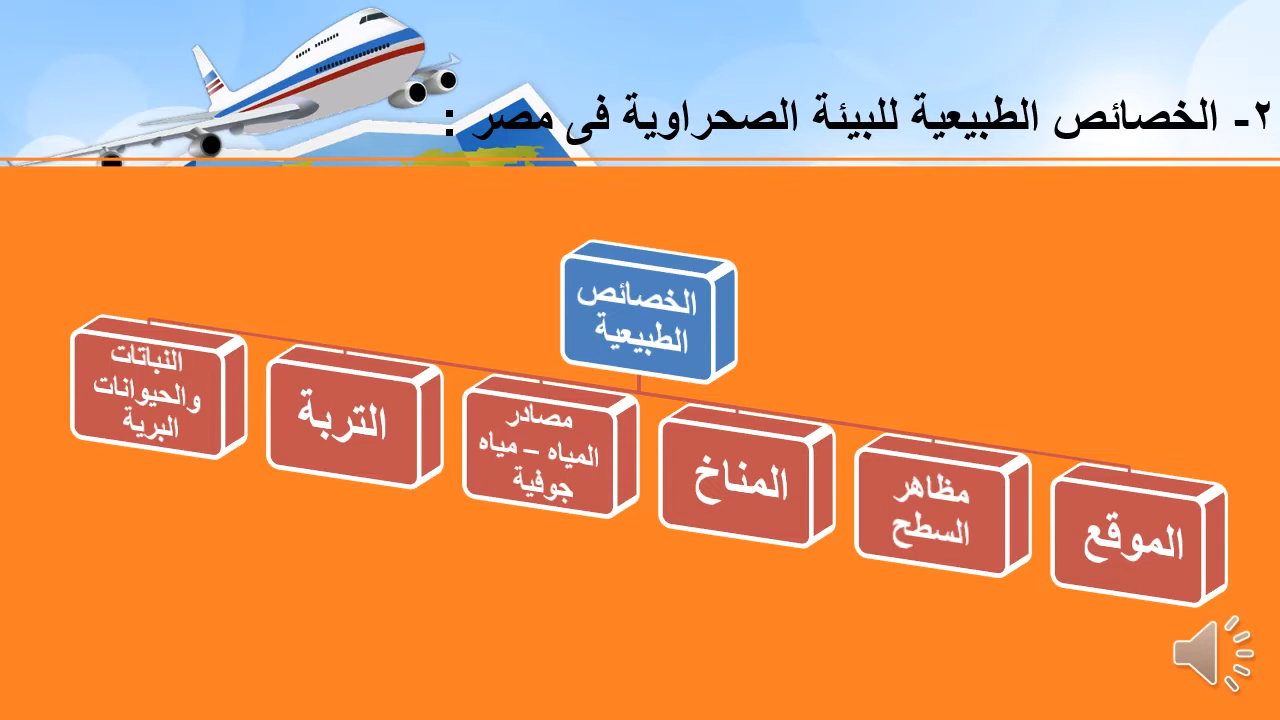 ٢- الخصائص الطبيعية للبيئة الصحراوية فى مصر :
الخصائص
الطبيعية
الموقع
مظاهر
السطح
المناخ
مصادر
المياه – مياه
جوفية
التربة
النباتات
والحيوانات
البرية